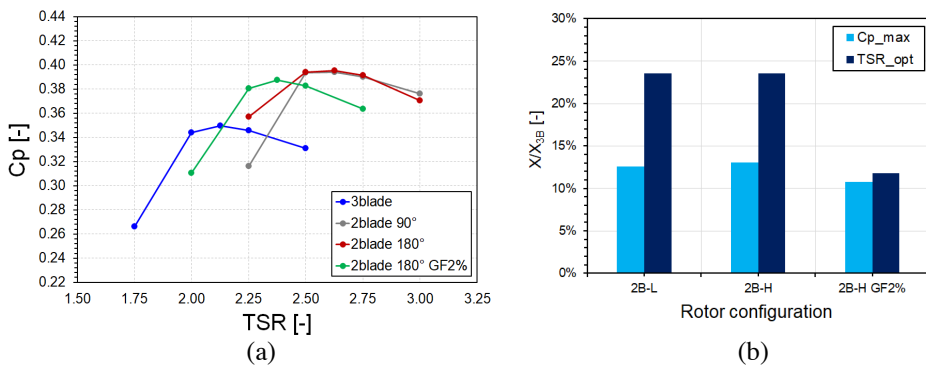 0.44
0.42
0.40
0.38
0.36
0.34
0.32
0.30
0.28
0.26
0.24
0.22
Cp [-]
1.50 1.75 2.00 2.25 2.50 2.75 3.00 3.25
TSR [-]
3blade
2blade 90°
2blade 180°
2blade 180° GF2%
(a)
30%
25%
20%
15%
10%
5%
0%
X/X3B [-]
Cp_max
TSR_opt
2B-L 2B-H 2B-H GF2%
Rotor configuration
(b)